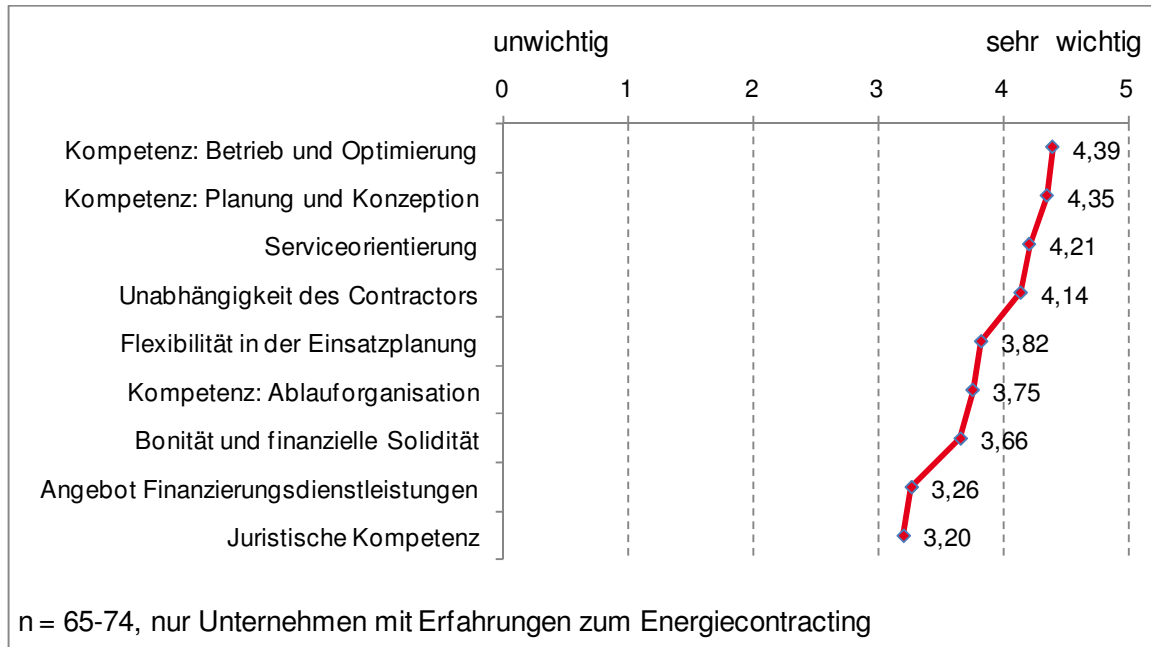 unwichtig sehr wichtig
0 1 2 3 4 5
Kompetenz: Betrieb und Optimierung 4,39
Kompetenz: Planung und Konzeption 4,35
Serviceorientierung 4,21
Unabhängigkeit des Contractors 4,14
Flexibilität in der Einsatzplanung 3,82
Kompetenz: Ablauforganisation 3,75
Bonität und finanzielle Solidität 3,66
Angebot Finanzierungsdienstleistungen 3,26
Juristische Kompetenz 3,20
n = 65-74, nur Unternehmen mit Erfahrungen zum Energiecontracting